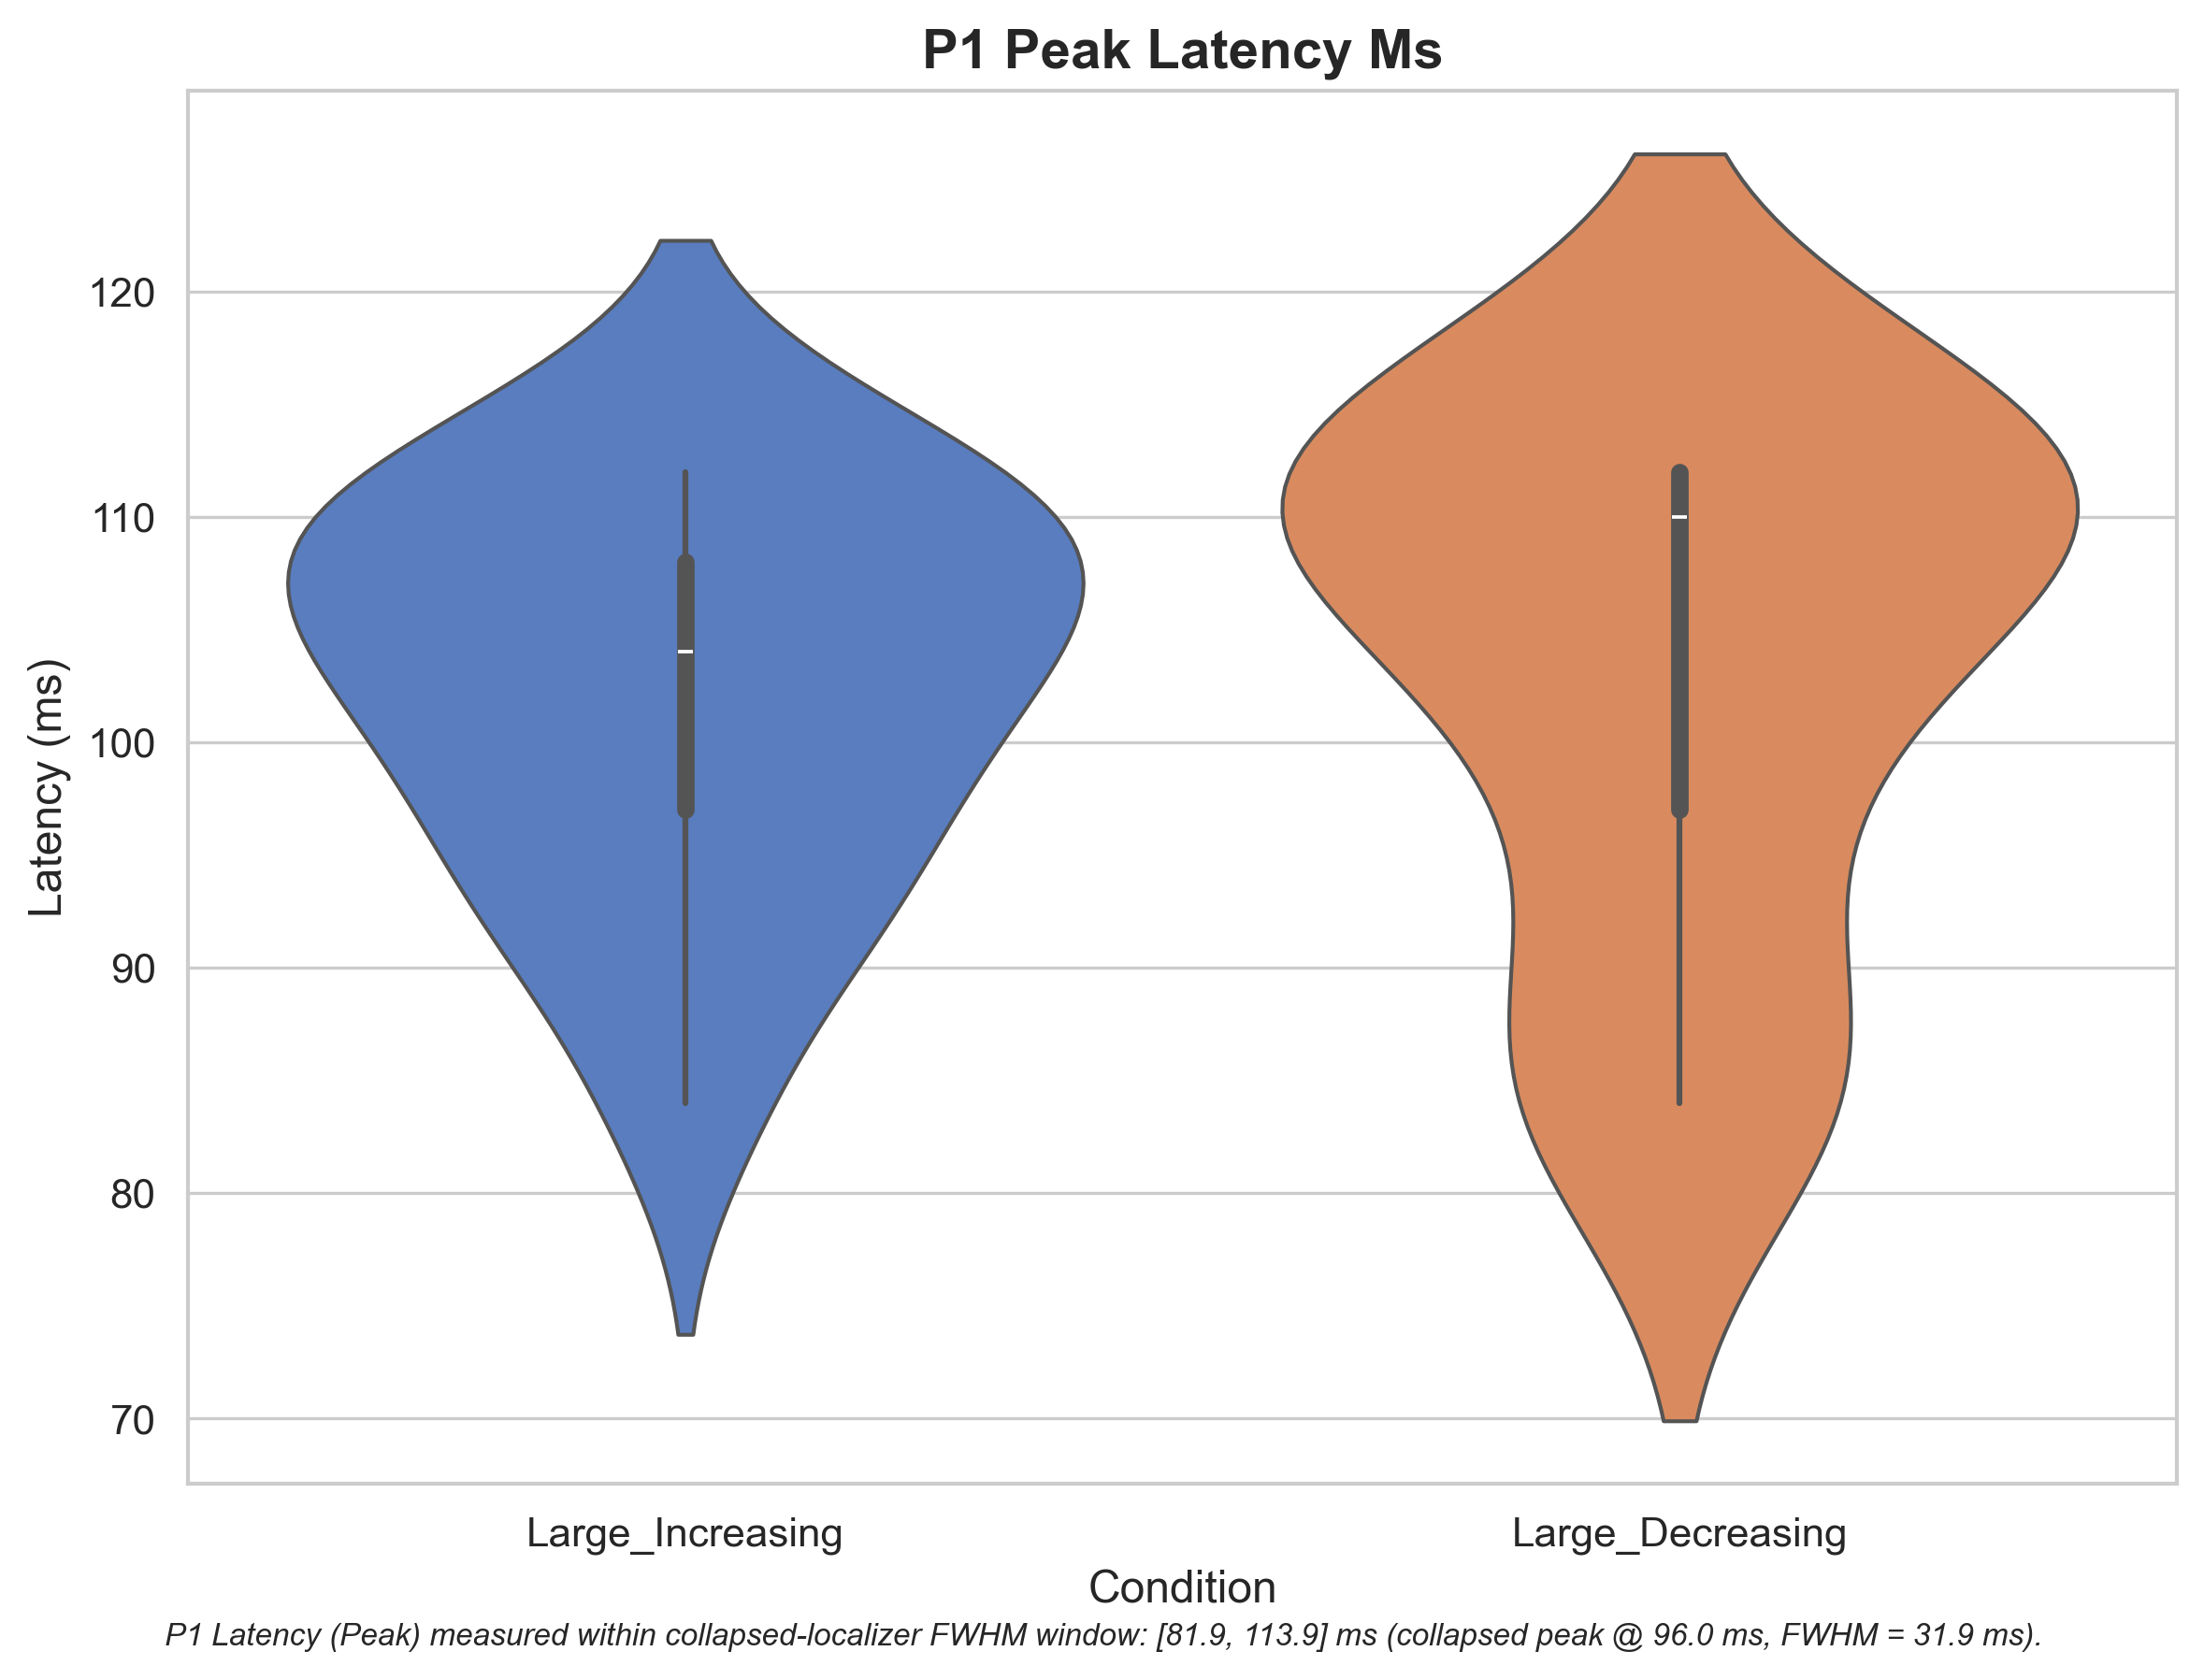 P1 Peak Latency Ms
Latency (ms)
120
110
100
90
80
70
Large_Increasing
Large_Decreasing
Condition
P1 Latency (Peak) measured within collapsed-localizer FWHM window: [81.9, 113.9] ms (collapsed peak @ 96.0 ms, FWHM = 31.9 ms).